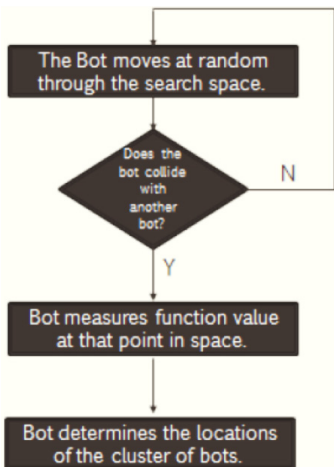 The Bot moves at random
through the search space.
Does the
bot collide
with
another
bot?
N
Y
Bot measures function value
at that point in space.
Bot determines the locations
of the cluster of bots.